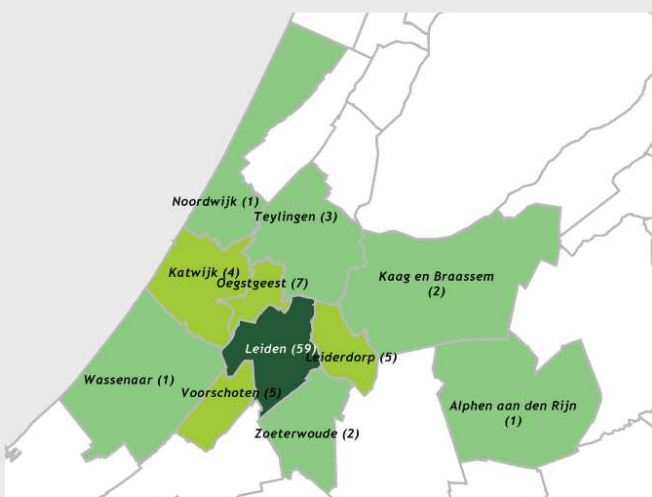 Noordwijk (1)
Teylingen (3)
Katwijk (4)
Oegstgeest (7)
Kaag en Braassem
(2)
Leiden (59)
Leiderdorp (5)
Wassenaar (1)
Voorschoten (5)
Alphen aan den Rijn
(1)
Zoeterwoude (2)